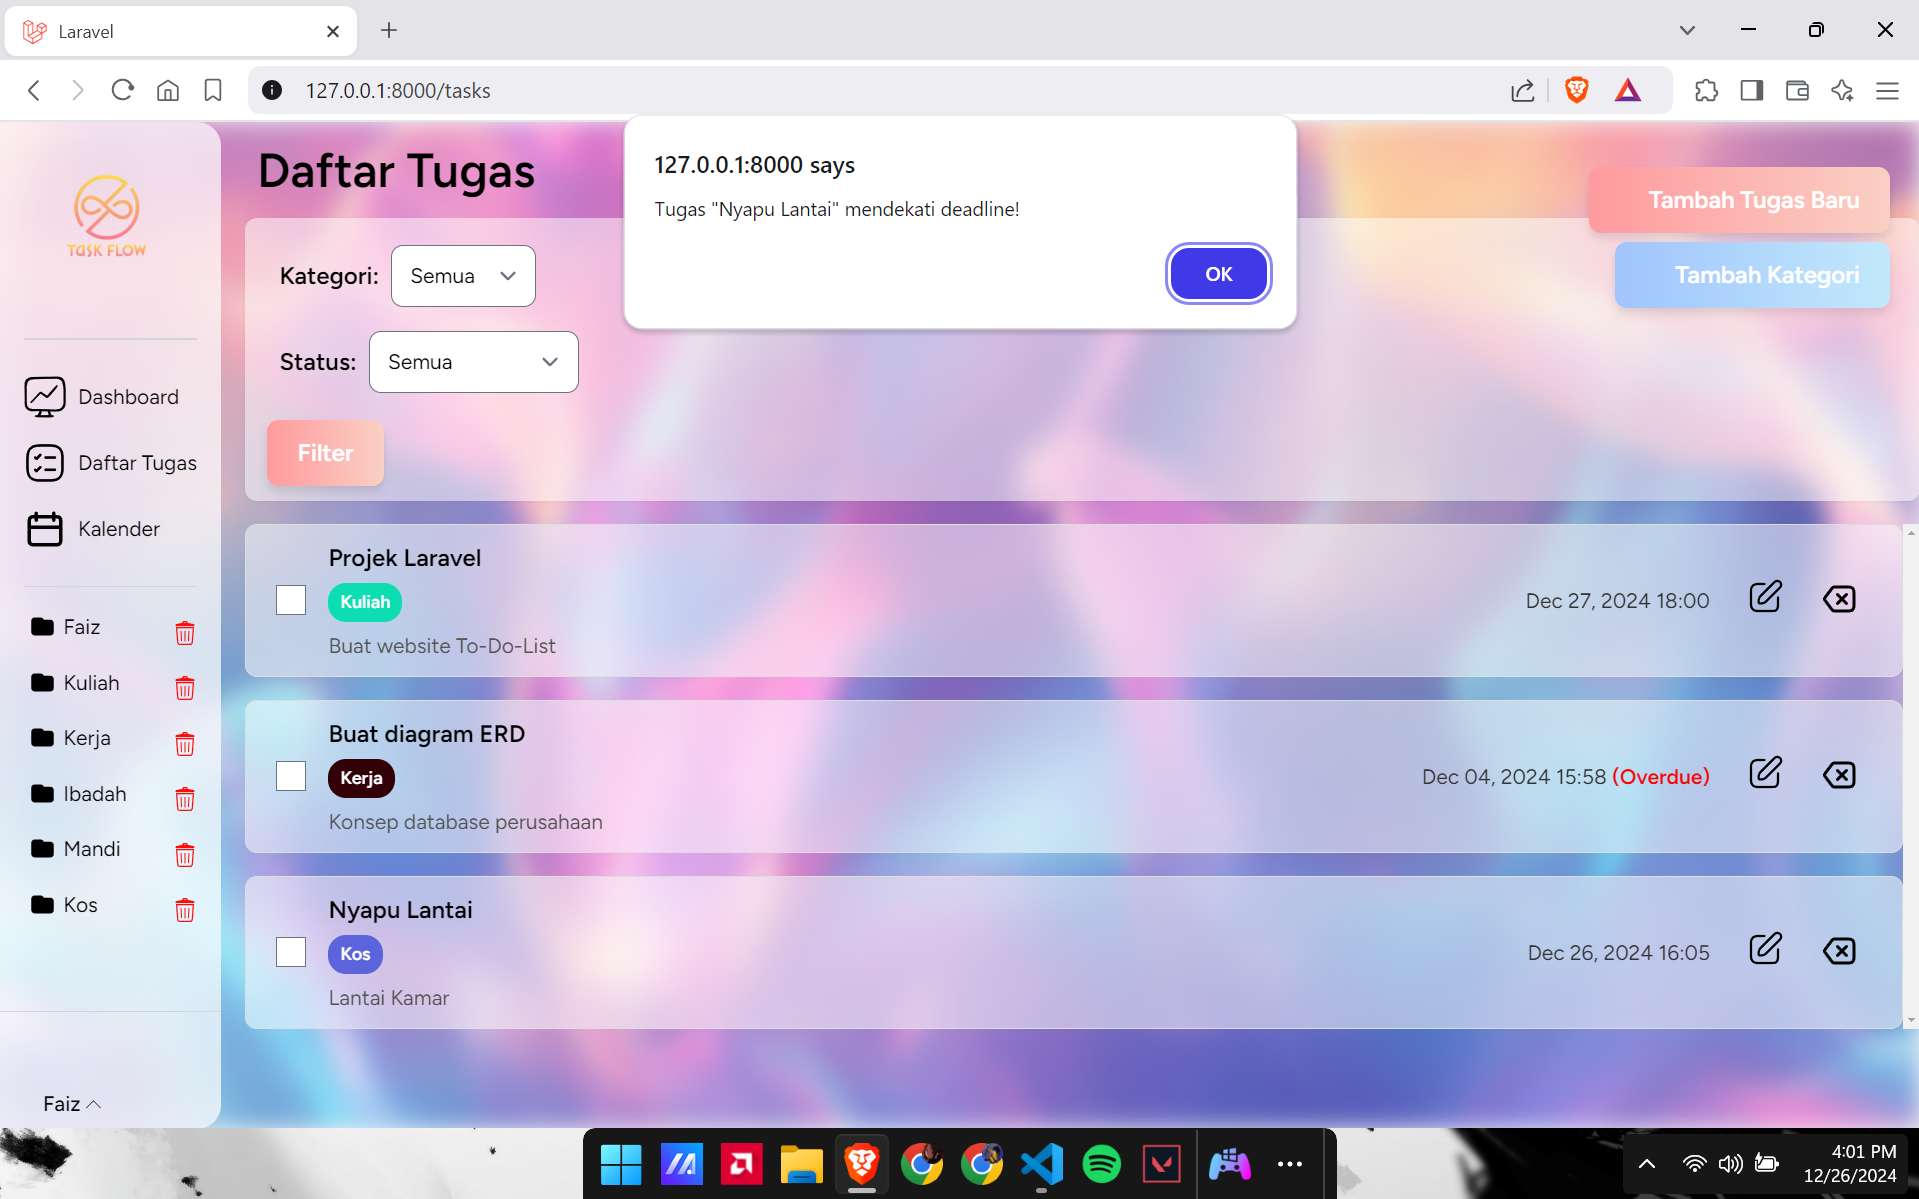 Laravel
127.0.0.1:8000/tasks
127.0.0.1:8000 says
Tugas "Nyapu Lantai" mendekati deadline!
OK
TASK FLOW
Dashboard
Daftar Tugas
Kalender
Faiz
Kuliah
Kerja
Ibadah
Mandi
Kos
Faiz
Daftar Tugas
Tambah Tugas Baru
Tambah Kategori
Kategori: Semua
Status: Semua
Filter
Projek Laravel
Kuliah
Buat website To-Do-List
Dec 27, 2024 18:00
Buat diagram ERD
Kerja
Konsep database perusahaan
Dec 04, 2024 15:58 (Overdue)
Nyapu Lantai
Kos
Lantai Kamar
Dec 26, 2024 16:05
4:01 PM
12/26/2024